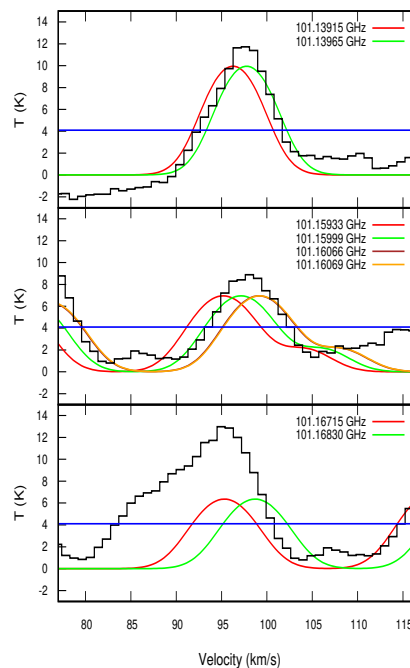 14
12
10
8
6
4
2
0
-2
T (K)
101.13915 GHz
101.13965 GHz
14
12
10
8
6
4
2
0
-2
T (K)
101.15933 GHz
101.15999 GHz
101.16066 GHz
101.16069 GHz
14
12
10
8
6
4
2
0
-2
T (K)
101.16715 GHz
101.16830 GHz
80 85 90 95 100 105 110 115
Velocity (km/s)